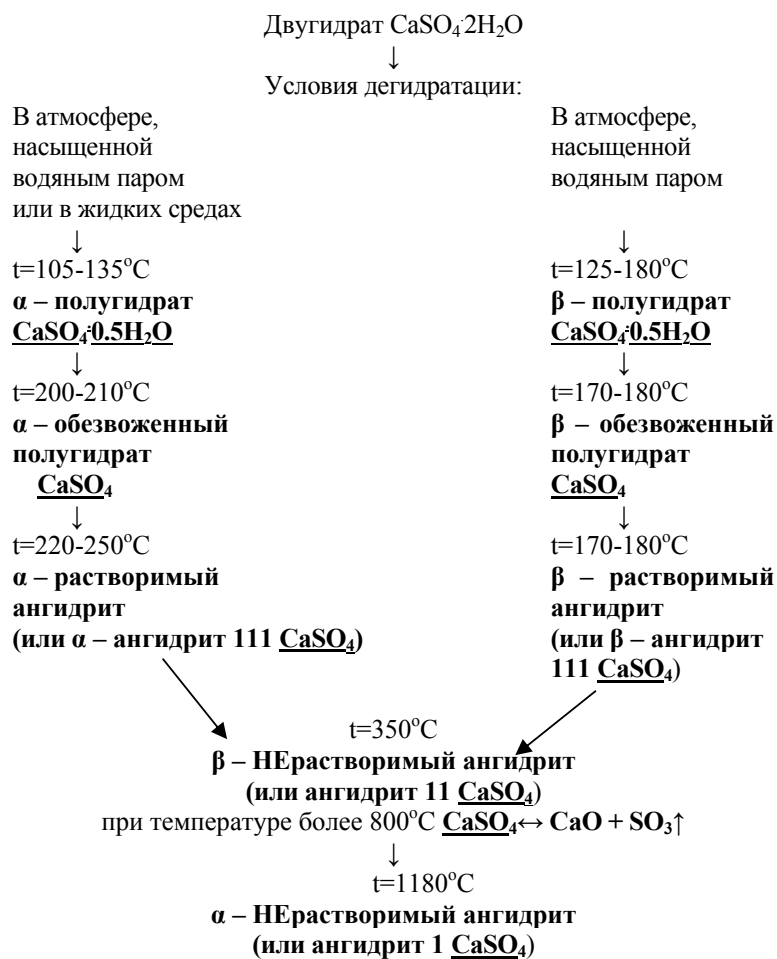 Двугидрат CaSO₄·2H₂O
↓
Условия дегидратации:
В атмосфере,
насыщенной
водяным паром
или в жидких средах
↓
t=105-135°C
α – полугидрат
CaSO₄·0.5H₂O
↓
t=200-210°C
α – обезвоженный
полугидрат
CaSO₄
↓
t=220-250°C
α – растворимый
ангидрит
(или α – ангидрит 111 CaSO₄)
В атмосфере,
насыщенной
водяным паром
↓
t=125-180°C
β – полугидрат
CaSO₄·0.5H₂O
↓
t=170-180°C
β – обезвоженный
полугидрат
CaSO₄
↓
t=170-180°C
β – растворимый
ангидрит
(или β – ангидрит
111 CaSO₄)
t=350°C
β – НЕрастворимый ангидрит
(или ангидрит 11 CaSO₄)
при температуре более 800°C CaSO₄↔ CaO + SO₃↑
↓
t=1180°C
α – НЕрастворимый ангидрит
(или ангидрит 1 CaSO₄)